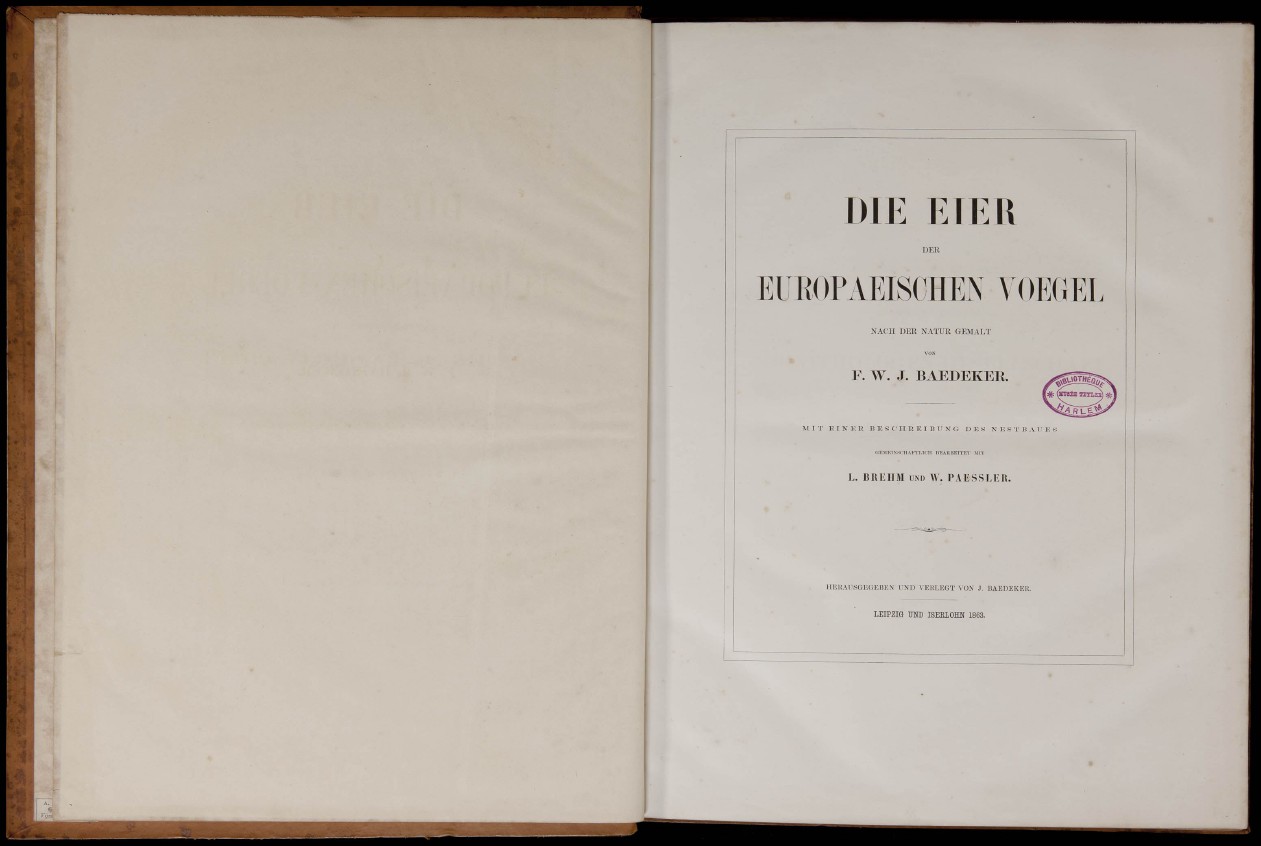 DIE EIER
DER
EUROPAEISCHEN VOEGEL
NACH DER NATUR GEMALT
VON
F. W. J. BAEDEKER.
BIBLIOTHÈQUE
MUSÉE TEYLER
HARLEM
MIT EINER BESCHREIBUNG DES NESTBAUES
GEMEINSCHAFTLICH BEARBEITET MIT
L. BREHM UND W. PAESSLER.
HERAUSGEGEBEN UND VERLEGT VON J. BAEDEKER.
LEIPZIG UND ISERLOHN 1863.